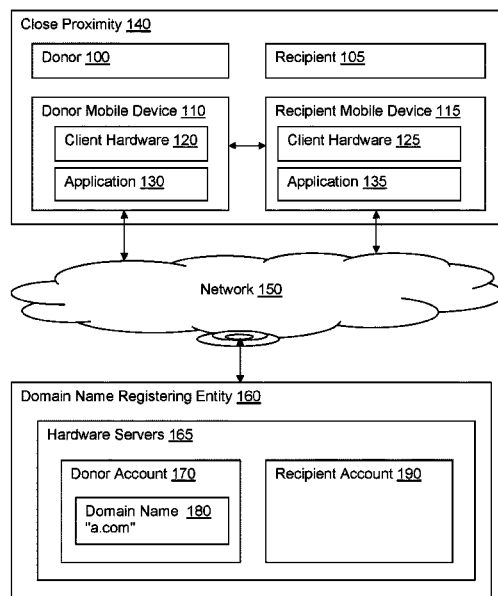 Close Proximity 140
Donor 100
Recipient 105
Donor Mobile Device 110
Client Hardware 120
Application 130
Recipient Mobile Device 115
Client Hardware 125
Application 135
Network 150
Domain Name Registering Entity 160
Hardware Servers 165
Donor Account 170
Domain Name 180
"a.com"
Recipient Account 190